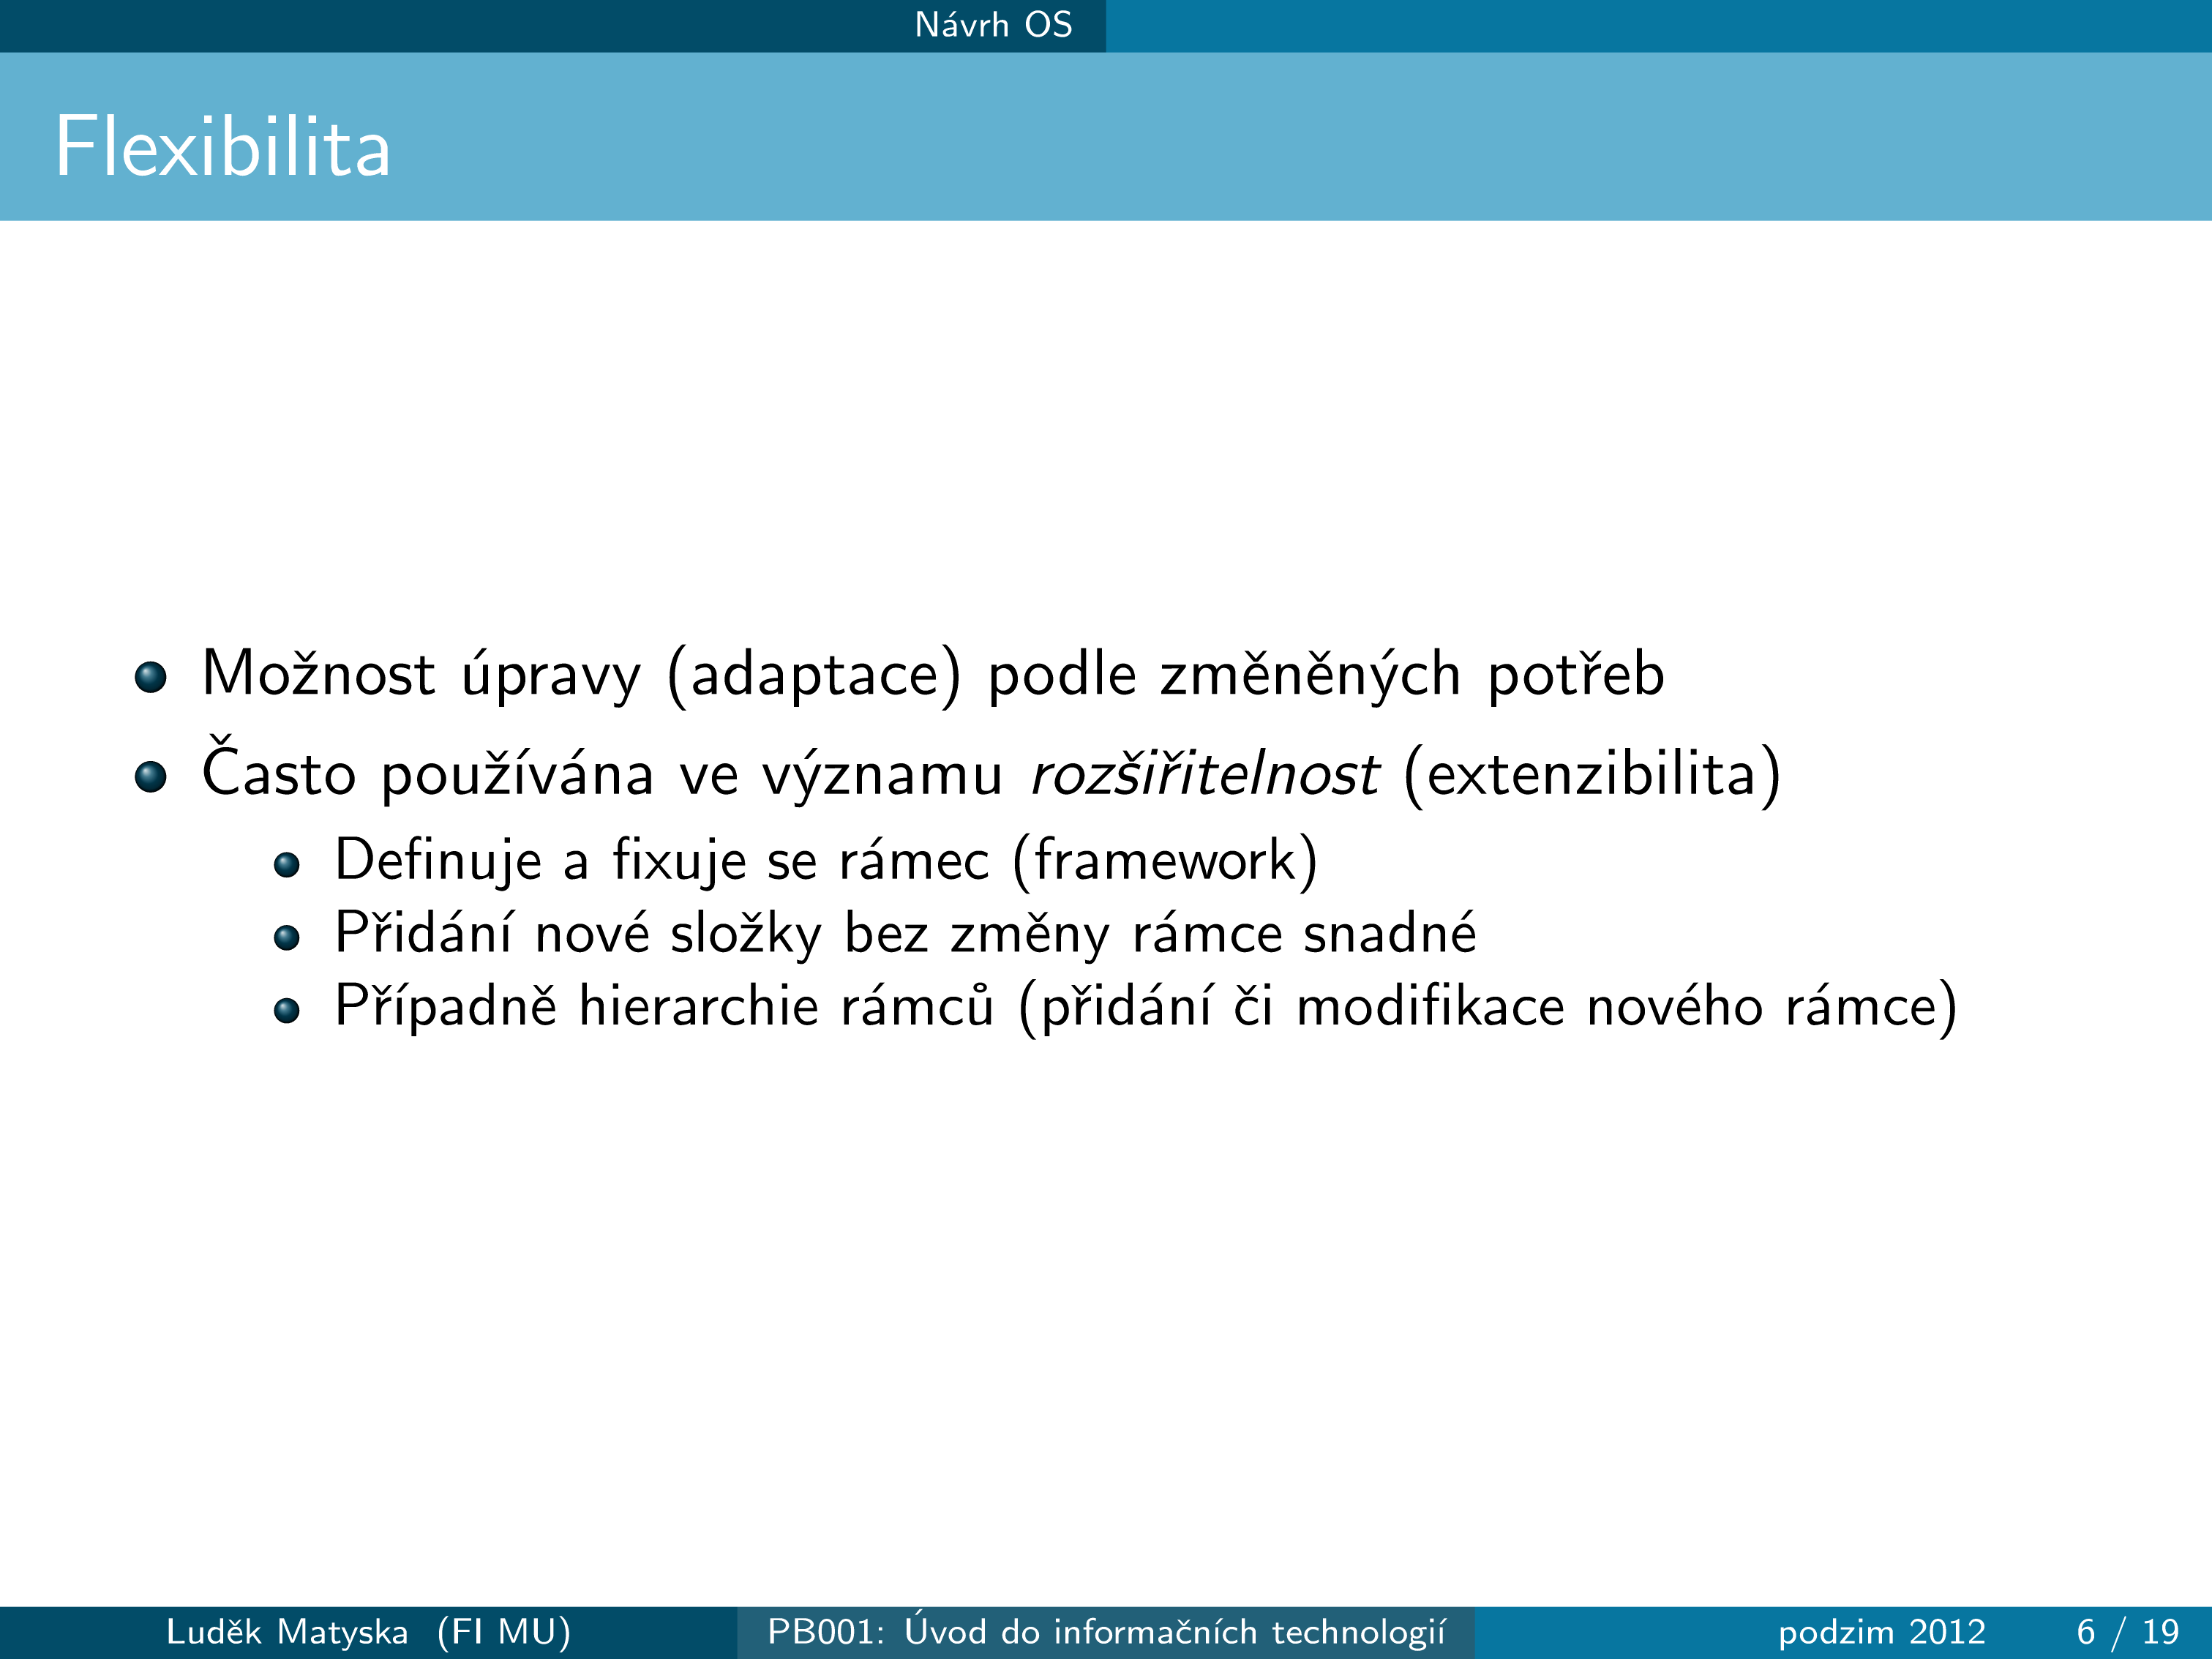 Návrh OS
Flexibilita
Možnost úpravy (adaptace) podle změněných potřeb
Často používána ve významu rozšiřitelnost (extenzibilita)
Definuje a fixuje se rámec (framework)
Přidání nové složky bez změny rámce snadné
Případně hierarchie rámců (přidání či modifikace nového rámce)
Luděk Matyska (FI MU) PB001: Úvod do informačních technologií podzim 2012 6 / 19